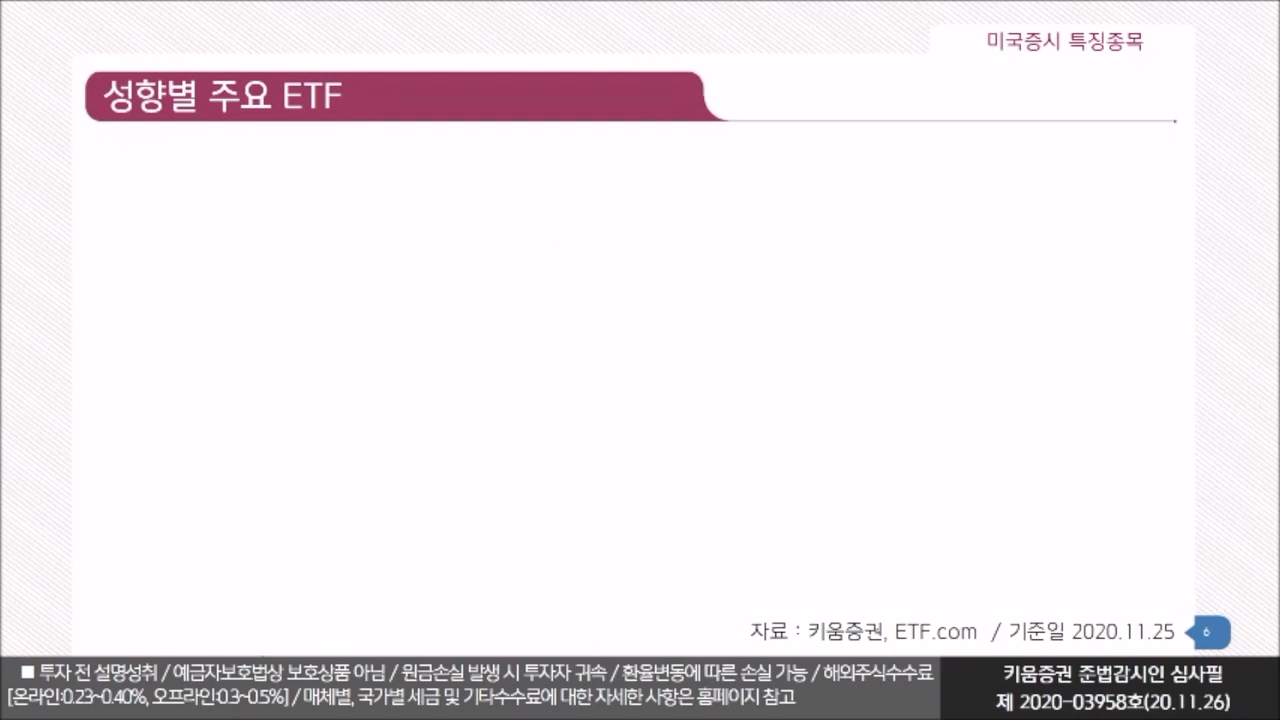 미국증시 특징종목
성향별 주요 ETF
자료 : 키움증권, ETF.com / 기준일 2020.11.25
6
■ 투자 전 설명성취 / 예금자보호법상 보호상품 아님 / 원금손실 발생 시 투자자 귀속 / 환율변동에 따른 손실 가능 / 해외주식수수료
[온라인:0.23~0.40%, 오프라인:0.3~0.5%] / 매체별, 국가별 세금 및 기타수수료에 대한 자세한 사항은 홈페이지 참고
키움증권 준법감시인 심사필
제 2020-03958호(20.11.26)